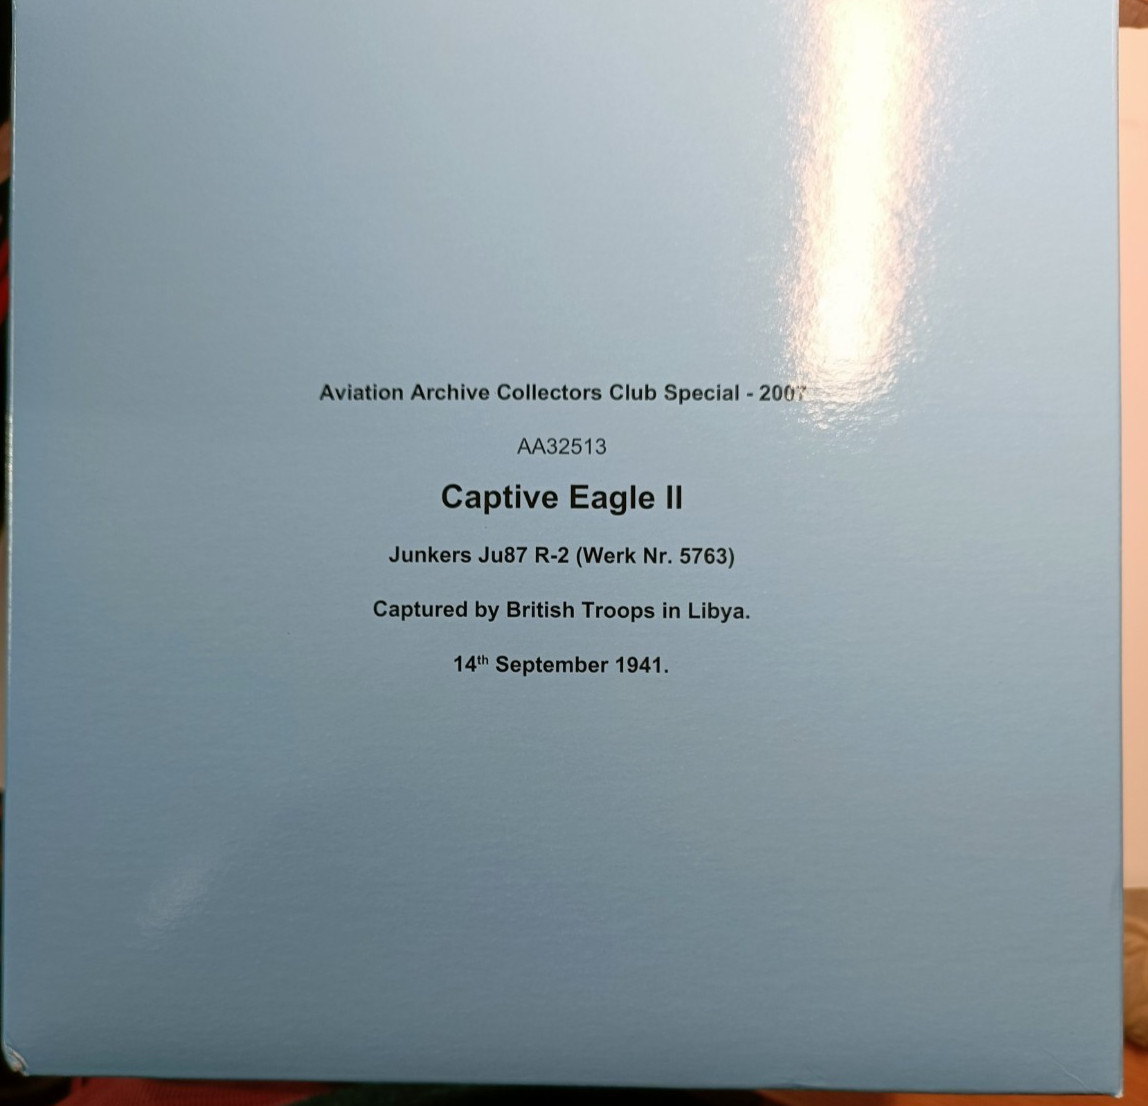 Aviation Archive Collectors Club Special - 2007
AA32513
Captive Eagle II
Junkers Ju87 R-2 (Werk Nr. 5763)
Captured by British Troops in Libya.
14th September 1941.